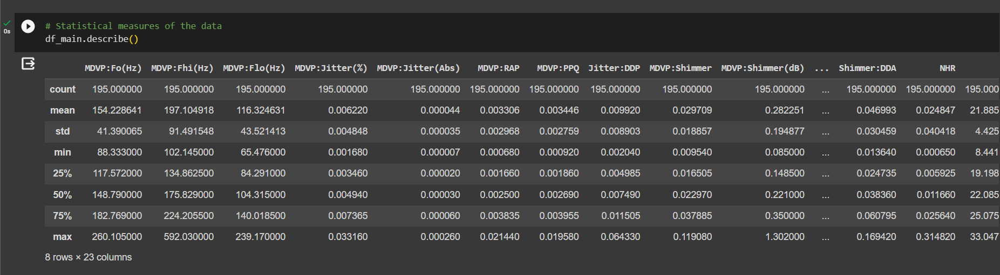 # Statistical measures of the data
0s
df_main.describe()
MDVP:Fo(Hz) MDVP:Fhi(Hz) MDVP:Flo(Hz) MDVP:Jitter(%) MDVP:Jitter(Abs) MDVP:RAP MDVP:PPQ Jitter:DDP MDVP:Shimmer MDVP:Shimmer(dB) ... Shimmer:DDA NHR
count 195.000000 195.000000 195.000000 195.000000 195.000000 195.000000 195.000000 195.000000 195.000000 195.000000 ... 195.000000 195.000000 195.000
mean 154.228641 197.104918 116.324631 0.006220 0.000044 0.003306 0.003446 0.009920 0.029709 0.282251 ... 0.046993 0.024847 21.885
std 41.390065 91.491548 43.521413 0.004848 0.000035 0.002968 0.002759 0.008903 0.018857 0.194877 ... 0.030459 0.040418 4.425
min 88.333000 102.145000 65.476000 0.001680 0.000007 0.000680 0.000920 0.002040 0.009540 0.085000 ... 0.013640 0.000650 8.441
25% 117.572000 134.862500 84.291000 0.003460 0.000020 0.001660 0.001860 0.004985 0.016505 0.148500 ... 0.024735 0.005925 19.198
50% 148.790000 175.829000 104.315000 0.004940 0.000030 0.002500 0.002690 0.007490 0.022970 0.221000 ... 0.038360 0.011660 22.085
75% 182.769000 224.205500 140.018500 0.007365 0.000060 0.003835 0.003955 0.011505 0.037885 0.350000 ... 0.060795 0.025640 25.075
max 260.105000 592.030000 239.170000 0.033160 0.000260 0.021440 0.019580 0.064330 0.119080 1.302000 ... 0.169420 0.314820 33.047
8 rows × 23 columns